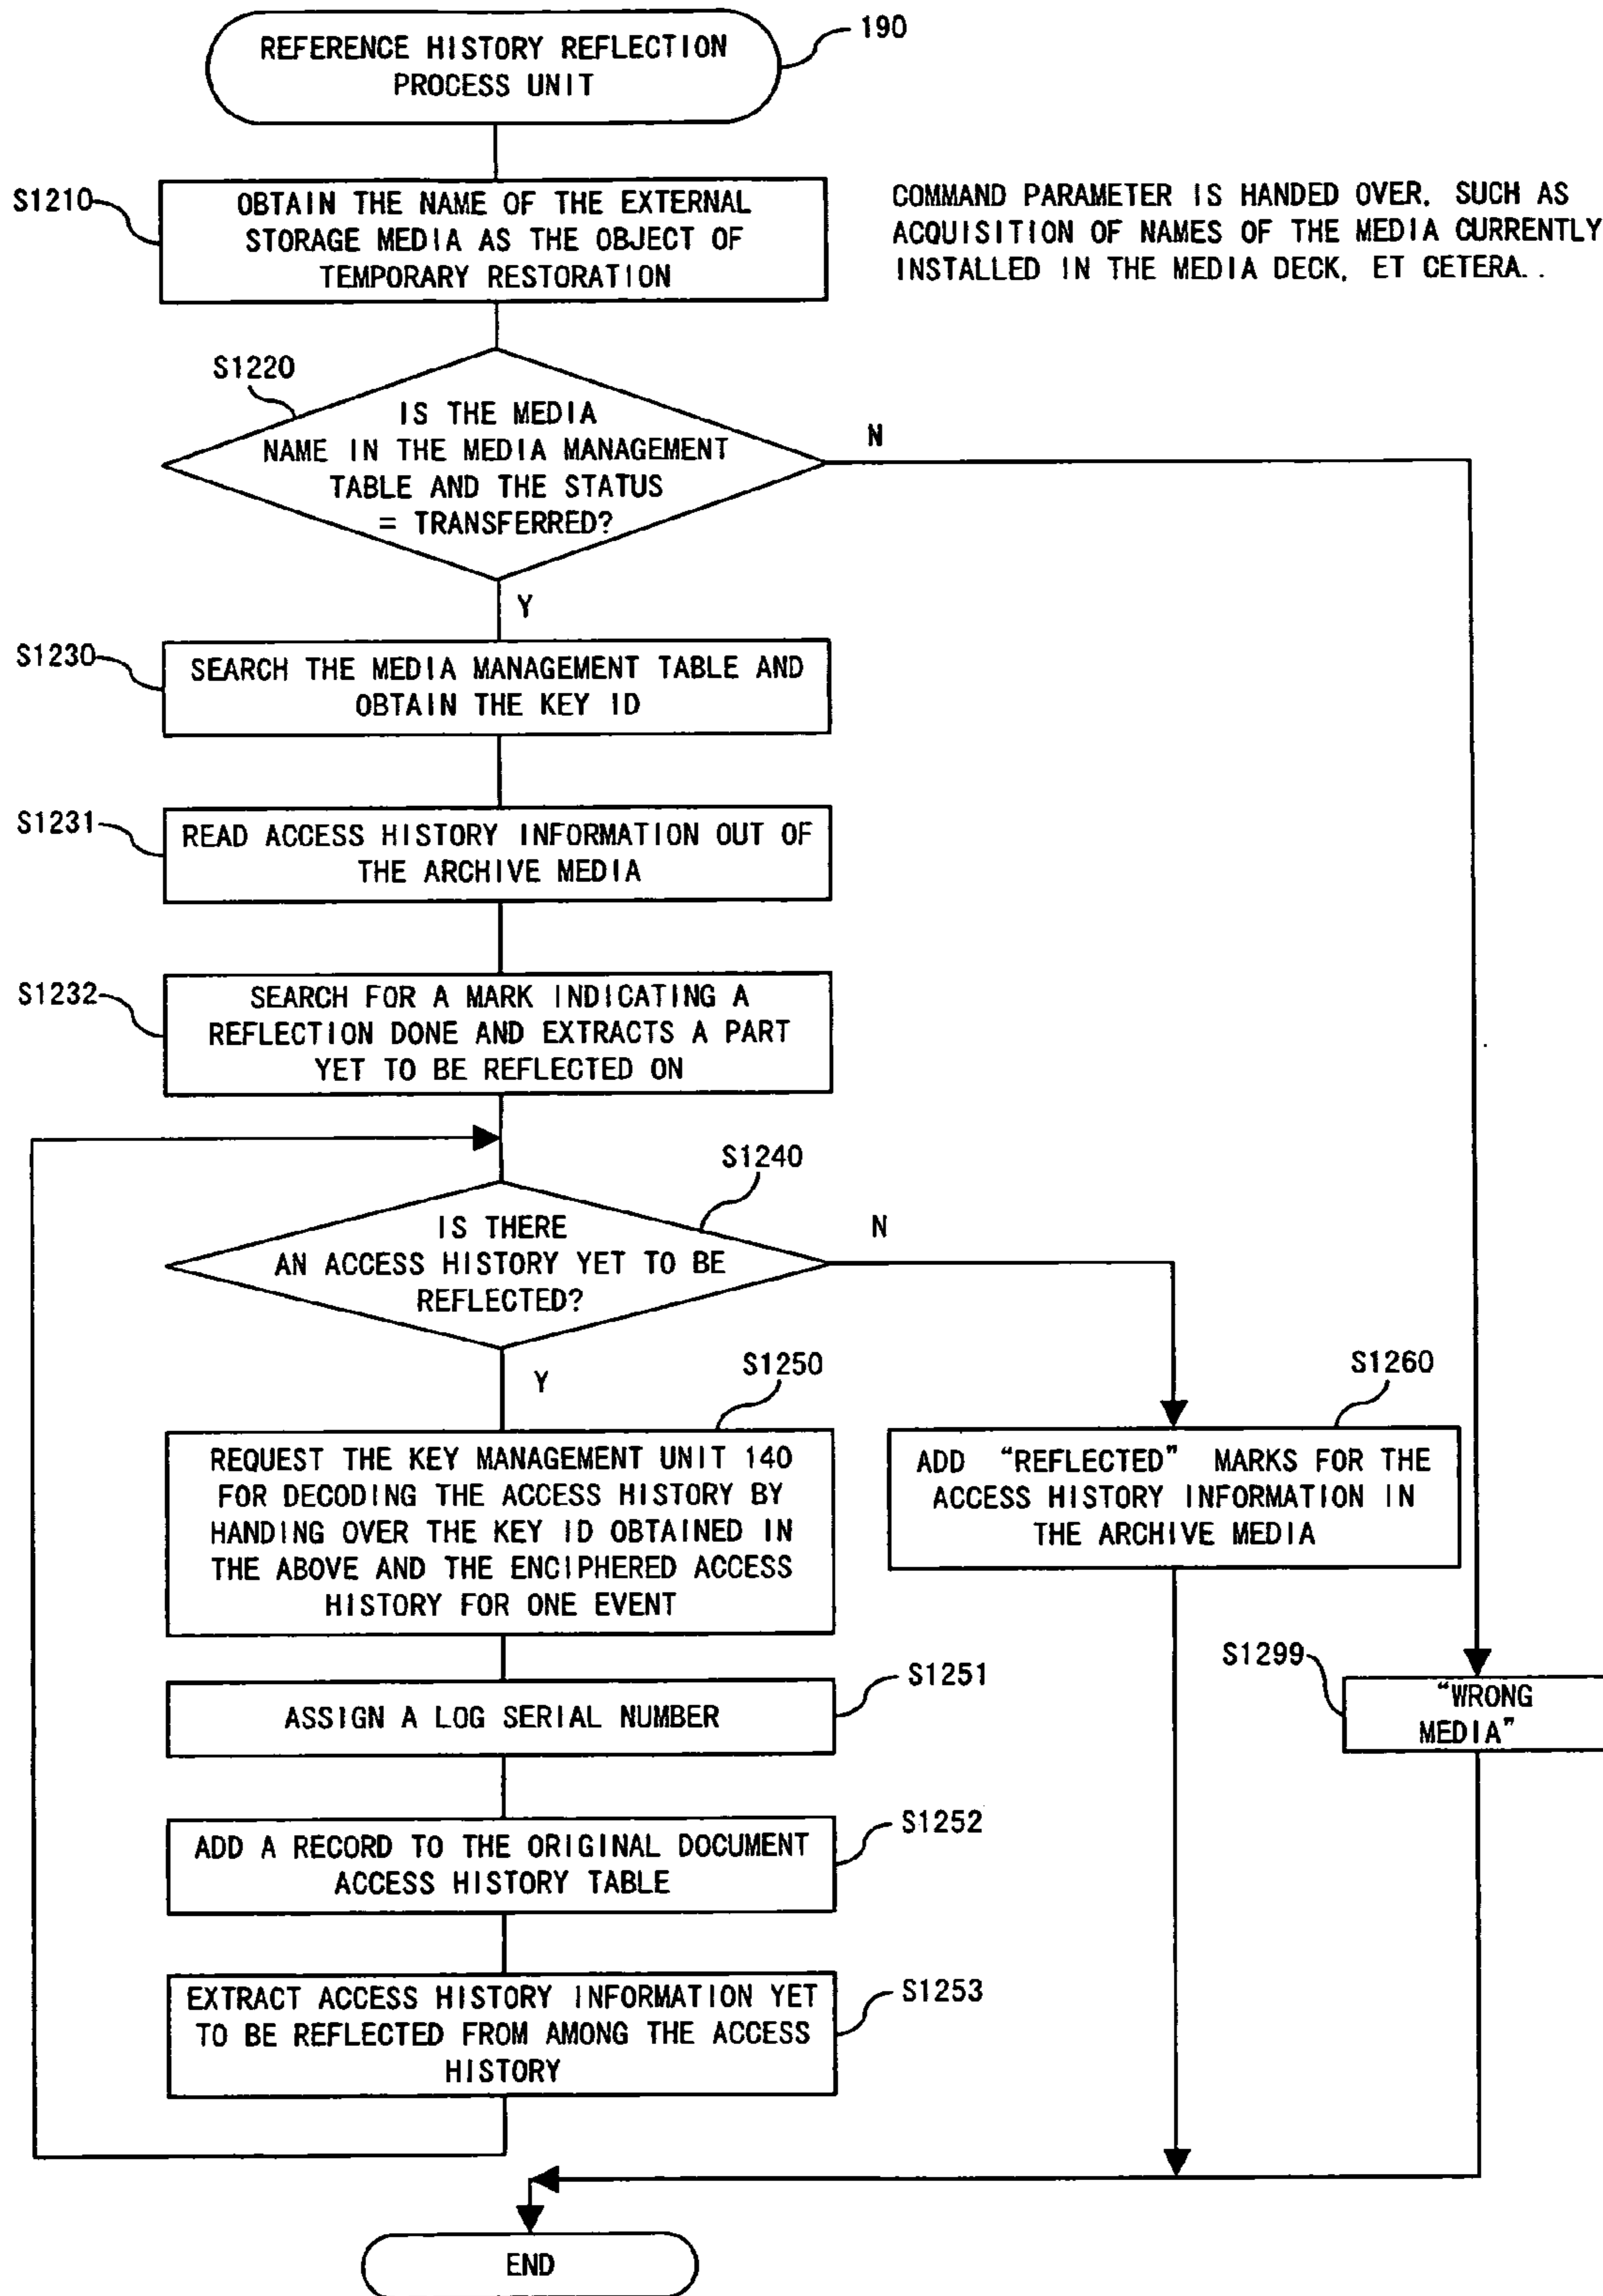 REFERENCE HISTORY REFLECTION
PROCESS UNIT
190
S1210
OBTAIN THE NAME OF THE EXTERNAL
STORAGE MEDIA AS THE OBJECT OF
TEMPORARY RESTORATION
COMMAND PARAMETER IS HANDED OVER, SUCH AS
ACQUISITION OF NAMES OF THE MEDIA CURRENTLY
INSTALLED IN THE MEDIA DECK, ET CETERA..
S1220
IS THE MEDIA
NAME IN THE MEDIA MANAGEMENT
TABLE AND THE STATUS
= TRANSFERRED?
N
Y
S1230
SEARCH THE MEDIA MANAGEMENT TABLE AND
OBTAIN THE KEY ID
S1231
READ ACCESS HISTORY INFORMATION OUT OF
THE ARCHIVE MEDIA
S1232
SEARCH FOR A MARK INDICATING A
REFLECTION DONE AND EXTRACTS A PART
YET TO BE REFLECTED ON
S1240
IS THERE
AN ACCESS HISTORY YET TO BE
REFLECTED?
N
Y
S1250
REQUEST THE KEY MANAGEMENT UNIT 140
FOR DECODING THE ACCESS HISTORY BY
HANDING OVER THE KEY ID OBTAINED IN
THE ABOVE AND THE ENCIPHERED ACCESS
HISTORY FOR ONE EVENT
S1260
ADD “REFLECTED” MARKS FOR THE
ACCESS HISTORY INFORMATION IN
THE ARCHIVE MEDIA
S1299
“WRONG
MEDIA”
S1251
ASSIGN A LOG SERIAL NUMBER
S1252
ADD A RECORD TO THE ORIGINAL DOCUMENT
ACCESS HISTORY TABLE
S1253
EXTRACT ACCESS HISTORY INFORMATION YET
TO BE REFLECTED FROM AMONG THE ACCESS
HISTORY
END